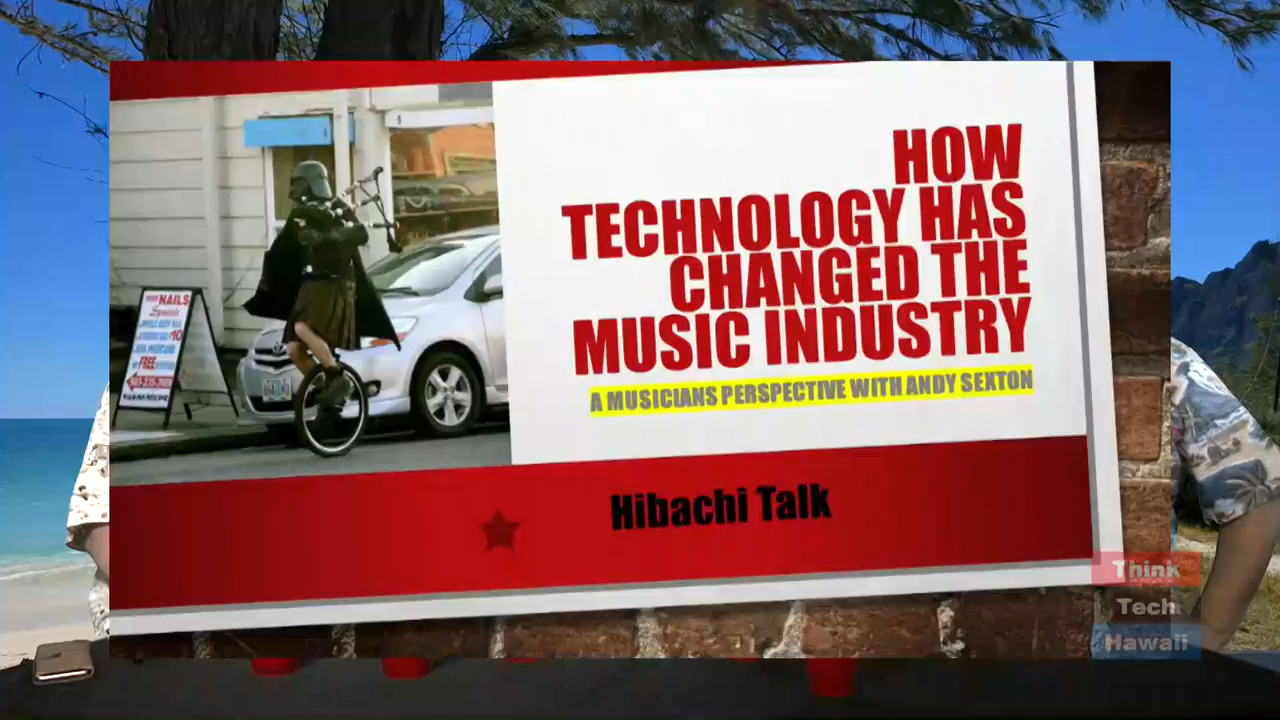 HOW
TECHNOLOGY HAS
CHANGED THE
MUSIC INDUSTRY
A MUSICIANS PERSPECTIVE WITH ANDY SEXTON
Hibachi Talk
NAILS
FREE
Think
Tech
Hawaii